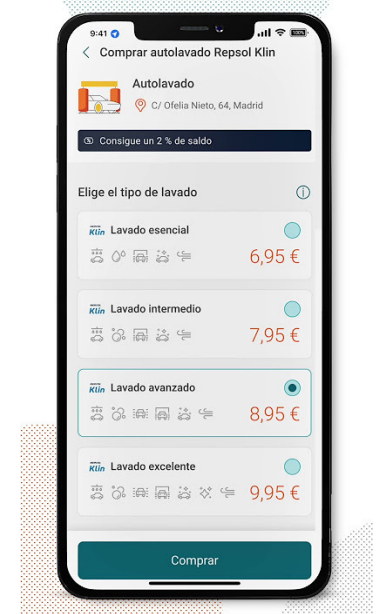 9:41
Comprar autolavado Repsol Klin
Autolavado
C/ Ofelia Nieto, 64, Madrid
Consigue un 2 % de saldo
Elige el tipo de lavado
Klin Lavado esencial
6,95 €
Klin Lavado intermedio
7,95 €
Klin Lavado avanzado
8,95 €
Klin Lavado excelente
9,95 €
Comprar